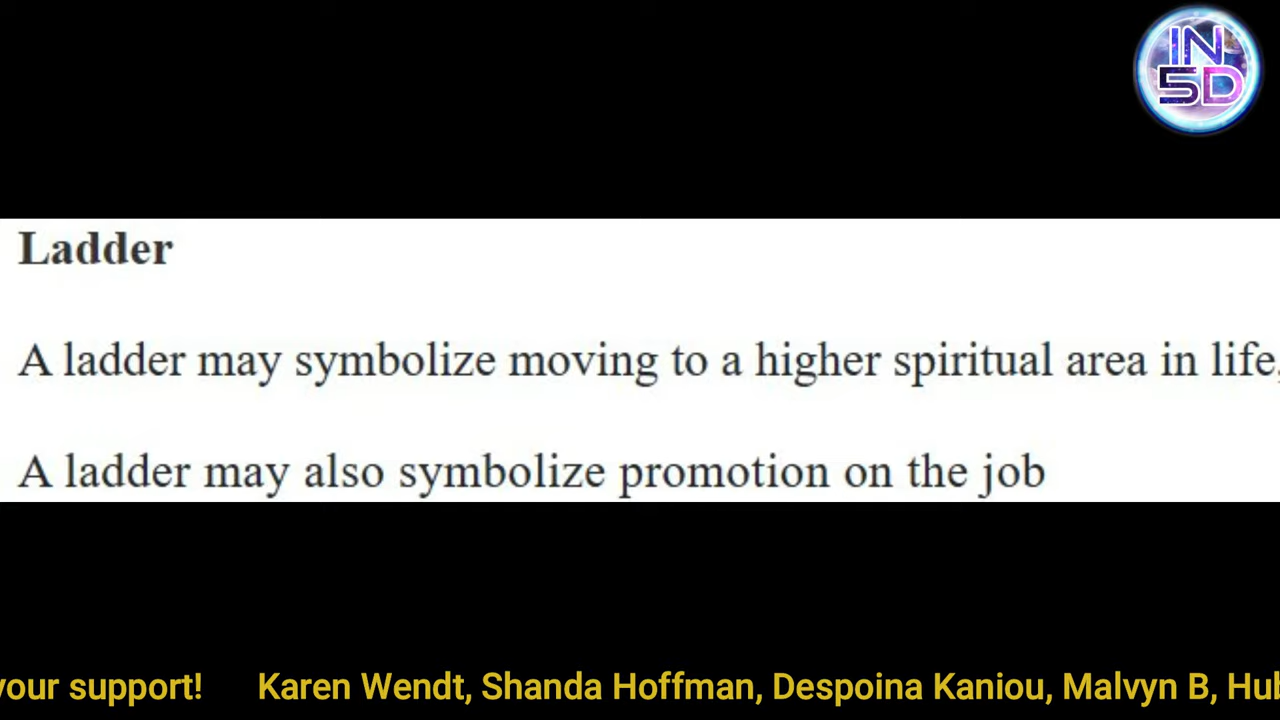 IN
5D
Ladder
A ladder may symbolize moving to a higher spiritual area in life,
A ladder may also symbolize promotion on the job
your support! Karen Wendt, Shanda Hoffman, Despoina Kaniou, Malvyn B,